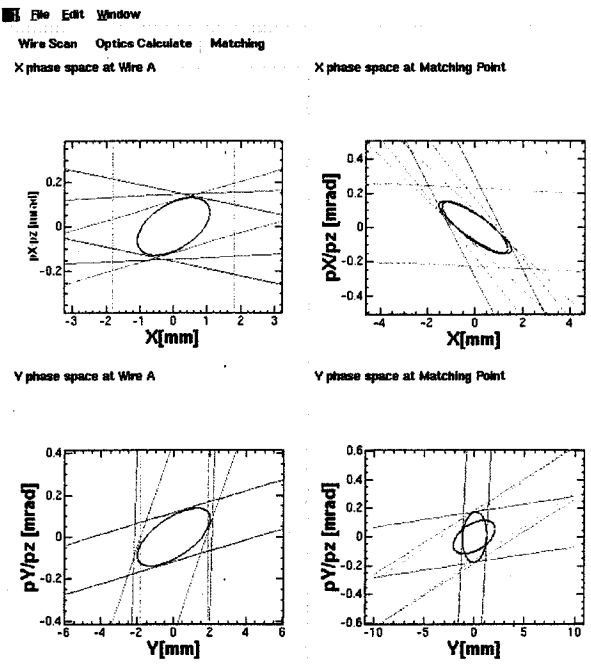 File Edit Window
Wire Scan Optics Calculate Matching
X phase space at Wire A
X phase space at Matching Point
pX/pz [mrad]
0.2
0
-0.2
-3 -2 -1 0 1 2 3
X[mm]
pX/pz [mrad]
0.4
0.2
0
-0.2
-0.4
-4 -2 0 2 4
X[mm]
Y phase space at Wire A
Y phase space at Matching Point
pY/pz [mrad]
0.4
0.2
0
-0.2
-0.4
-6 -4 -2 0 2 4 6
Y[mm]
pY/pz [mrad]
0.6
0.4
0.2
0
-0.2
-0.4
-0.6
-10 -5 0 5 10
Y[mm]